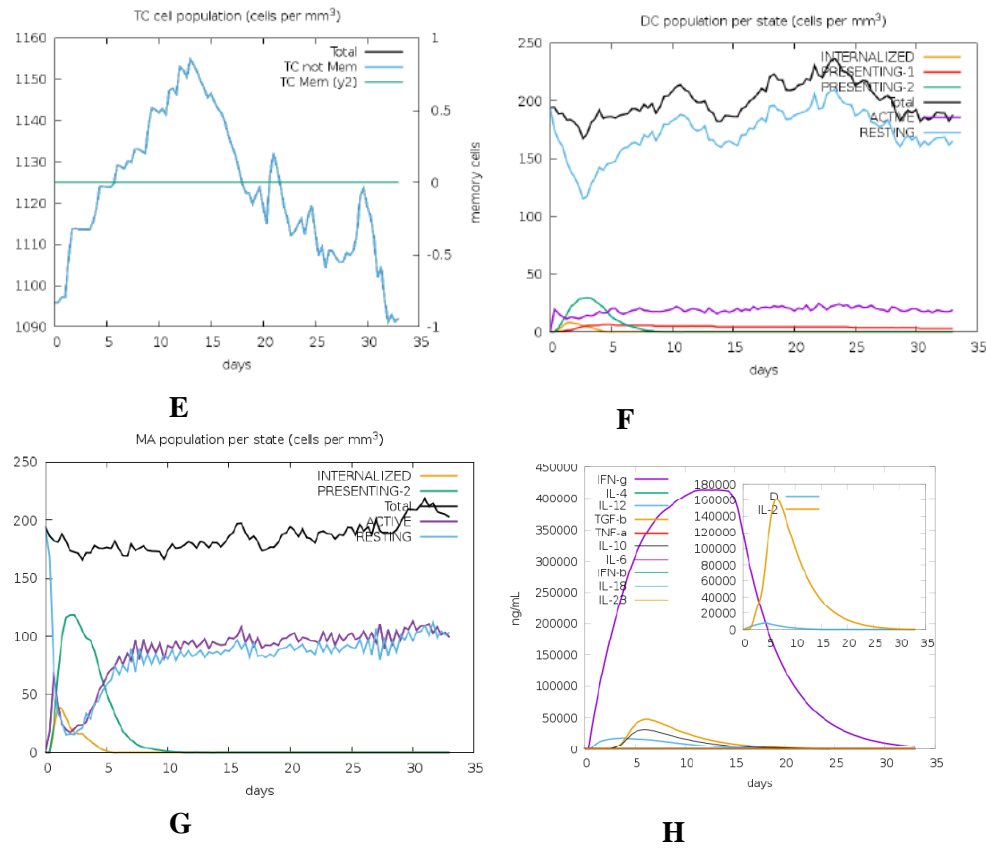 TC cell population (cells per mm³)
1160
1150
1140
1130
1120
1110
1100
1090
1
0.5
0
-0.5
-1
memory cells
Total
TC not Mem
TC Mem (y2)
0
5
10
15
20
25
30
35
days
E
DC population per state (cells per mm³)
250
200
150
100
50
0
INTERNALIZED
PRESENTING-1
PRESENTING-2
Total
ACTIVE
RESTING
0
5
10
15
20
25
30
35
days
F
MA population per state (cells per mm³)
250
200
150
100
50
0
INTERNALIZED
PRESENTING-2
Total
ACTIVE
RESTING
0
5
10
15
20
25
30
35
days
G
450000
400000
350000
300000
250000
200000
150000
100000
50000
0
ng/mL
IFN-g
IL-4
IL-12
TGF-b
TNF-a
IL-10
IL-6
IFN-b
IL-18
IL-23
180000
160000
140000
120000
100000
80000
60000
40000
20000
0
D
IL-2
0
5
10
15
20
25
30
35
0
5
10
15
20
25
30
35
days
H